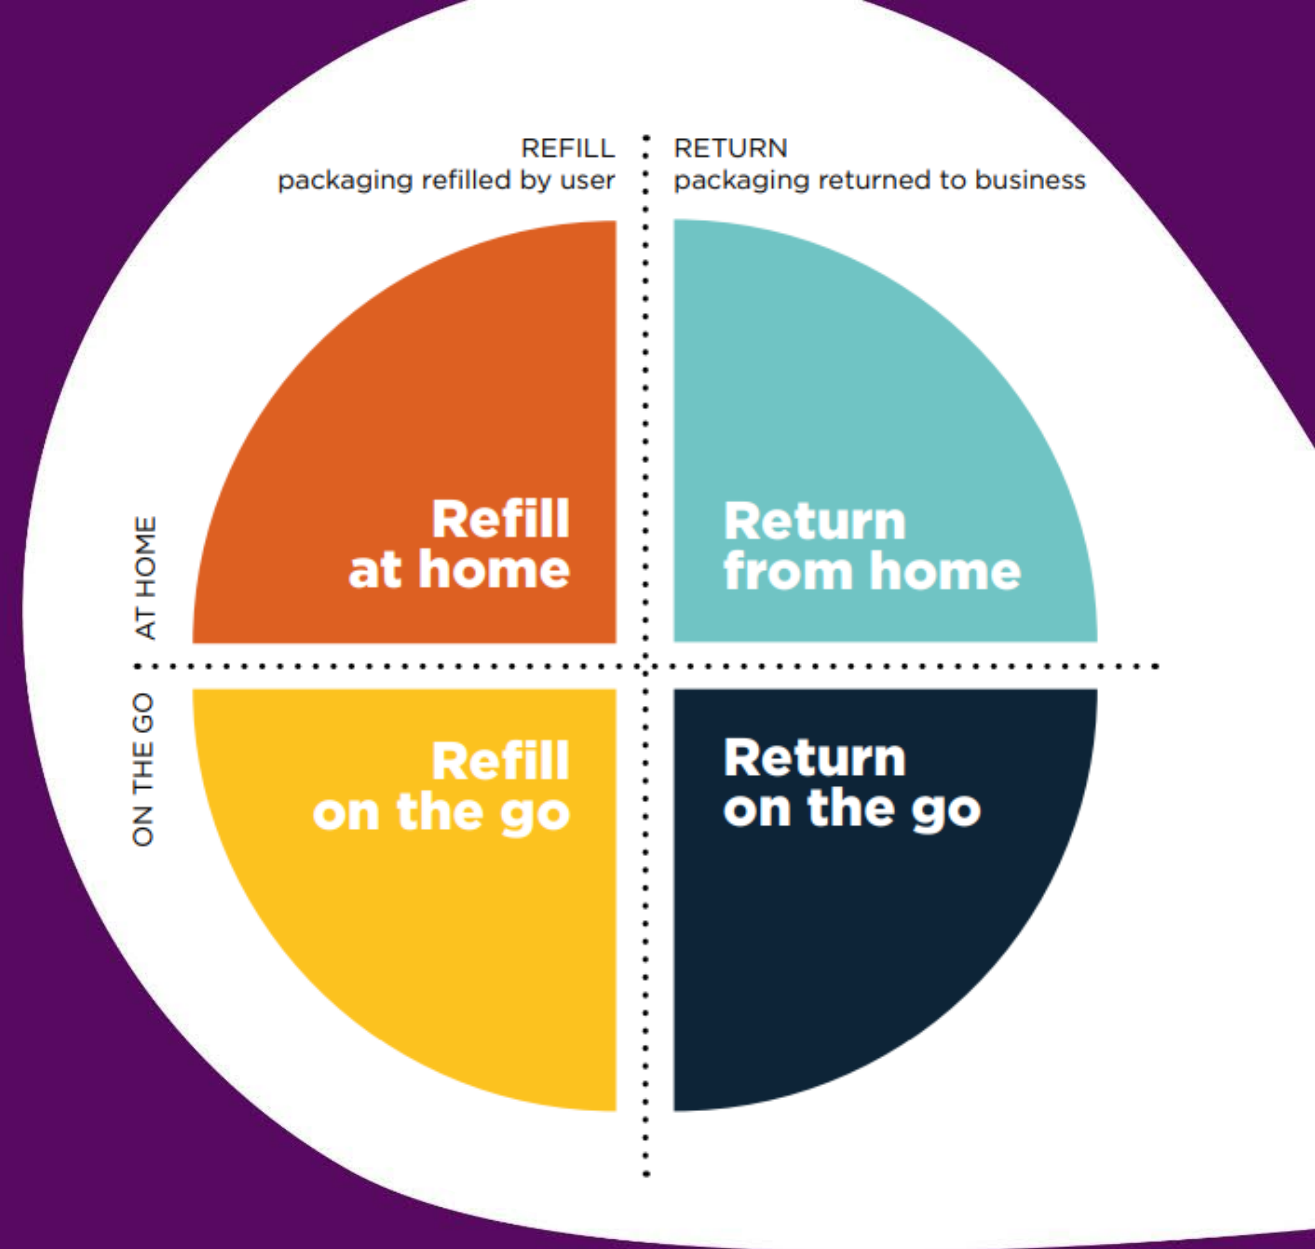 REFILL
packaging refilled by user
RETURN
packaging returned to business
AT HOME
Refill
at home
Return
from home
ON THE GO
Refill
on the go
Return
on the go